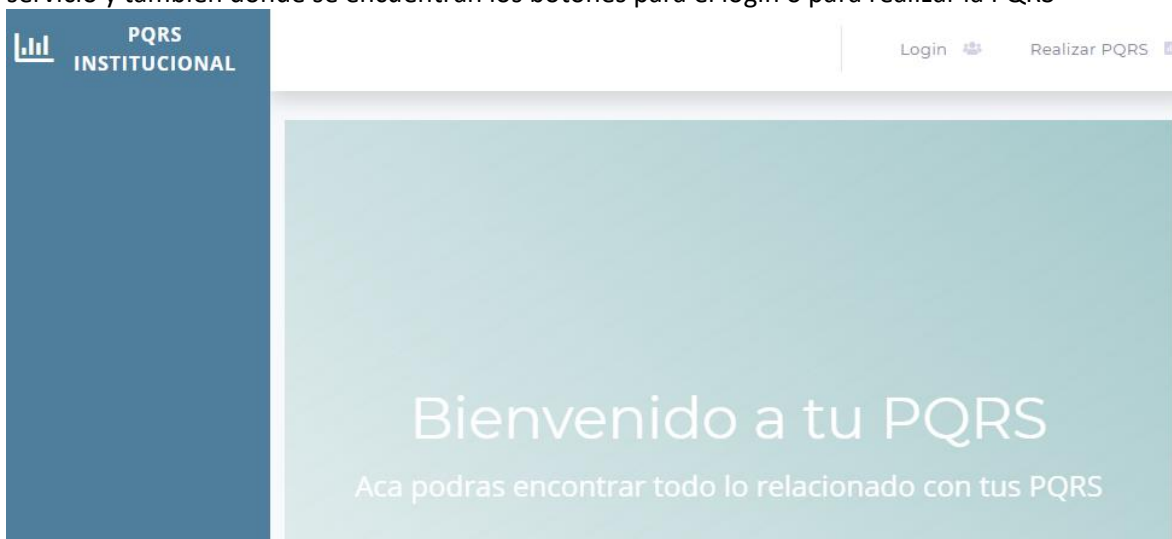 servicio y también donde se encuentran los botones para el login o para realizar la PQRS
PQRS
INSTITUCIONAL
Login
Realizar PQRS
Bienvenido a tu PQRS
Aca podras encontrar todo lo relacionado con tus PQRS